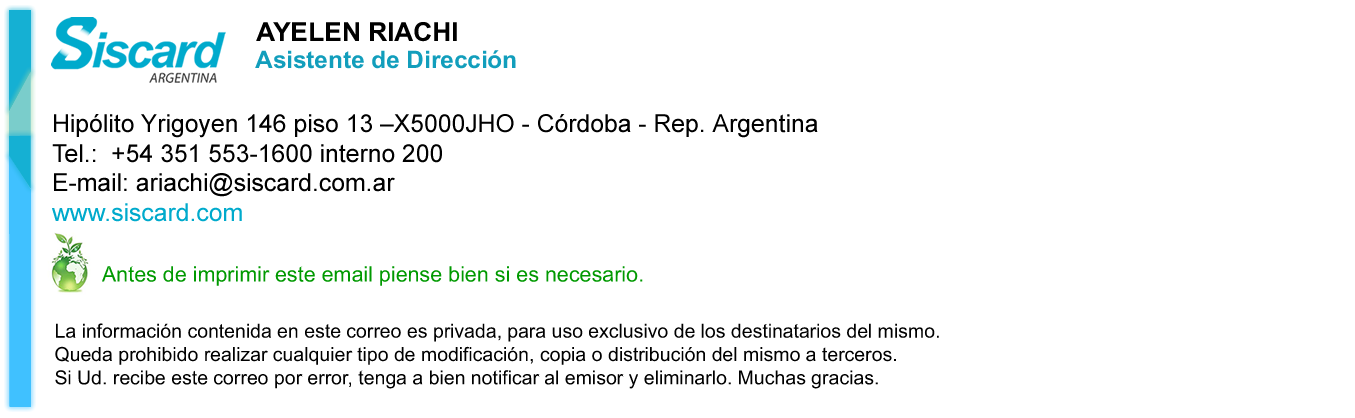 Siscard
ARGENTINA
AYELEN RIACHI
Asistente de Dirección
Hipólito Yrigoyen 146 piso 13 –X5000JHO - Córdoba - Rep. Argentina
Tel.:  +54 351 553-1600 interno 200
E-mail: ariachi@siscard.com.ar
www.siscard.com
Antes de imprimir este email piense bien si es necesario.
La información contenida en este correo es privada, para uso exclusivo de los destinatarios del mismo.
Queda prohibido realizar cualquier tipo de modificación, copia o distribución del mismo a terceros.
Si Ud. recibe este correo por error, tenga a bien notificar al emisor y eliminarlo. Muchas gracias.